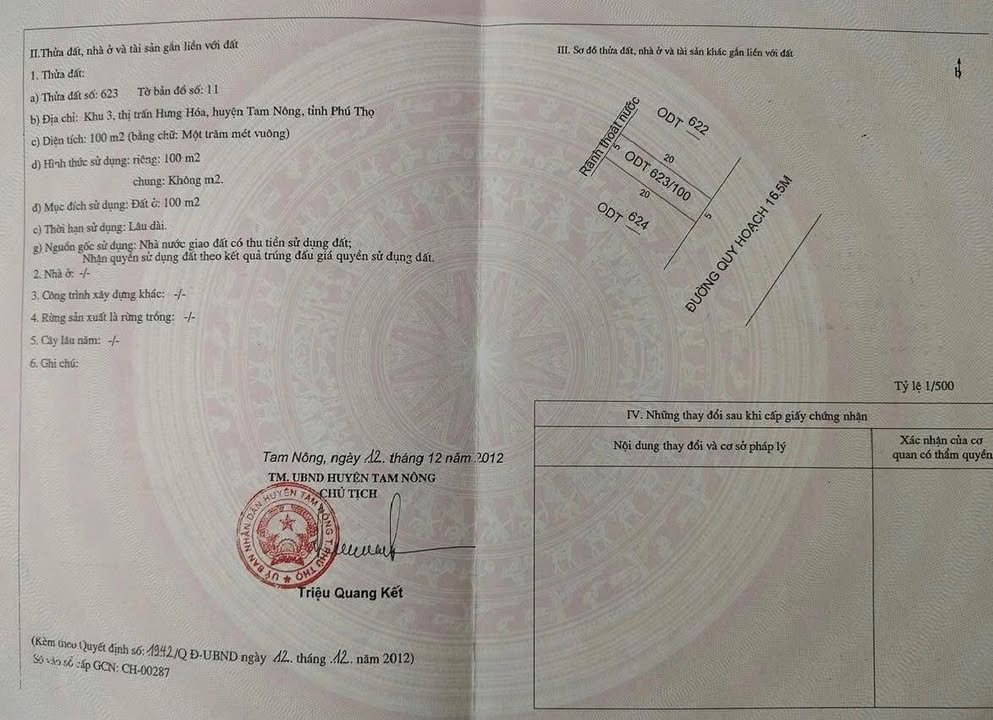 II.Thửa đất, nhà ở và tài sản gắn liền với đất
1. Thửa đất:
a) Thửa đất số: 623 Tờ bản đồ số: 11
b) Địa chỉ: Khu 3, thị trấn Hưng Hóa, huyện Tam Nông, tỉnh Phú Thọ
c) Diện tích: 100 m2 (bằng chữ: Một trăm mét vuông)
d) Hình thức sử dụng: riêng: 100 m2
chung: Không m2.
đ) Mục đích sử dụng: Đất ở: 100 m2
e) Thời hạn sử dụng: Lâu dài.
g) Nguồn gốc sử dụng: Nhà nước giao đất có thu tiền sử dụng đất;
Nhận quyền sử dụng đất theo kết quả trúng đấu giá quyền sử dụng đất.
2. Nhà ở: -/-
3. Công trình xây dựng khác: -/-
4. Rừng sản xuất là rừng trồng: -/-
5. Cây lâu năm: -/-
6. Ghi chú:
Tam Nông, ngày 12. tháng 12 năm 2012
TM. UBND HUYỆN TAM NÔNG
CHỦ TỊCH
ỦY BAN NHÂN DÂN HUYỆN TAM NÔNG T. PHÚ THỌ
Triệu Quang Kết
(Kèm theo Quyết định số: 1942/QĐ-UBND ngày 12. tháng .12. năm 2012)
Số vào sổ cấp GCN: CH-00287
III. Sơ đồ thửa đất, nhà ở và tài sản khác gắn liền với đất
b
Rãnh thoát nước
ODT 622
5
20
ODT 623/100
20
5
ODT 624
ĐƯỜNG QUY HOẠCH 16.5M
Tỷ lệ 1/500
IV. Những thay đổi sau khi cấp giấy chứng nhận
Nội dung thay đổi và cơ sở pháp lý
Xác nhận của cơ
quan có thẩm quyền